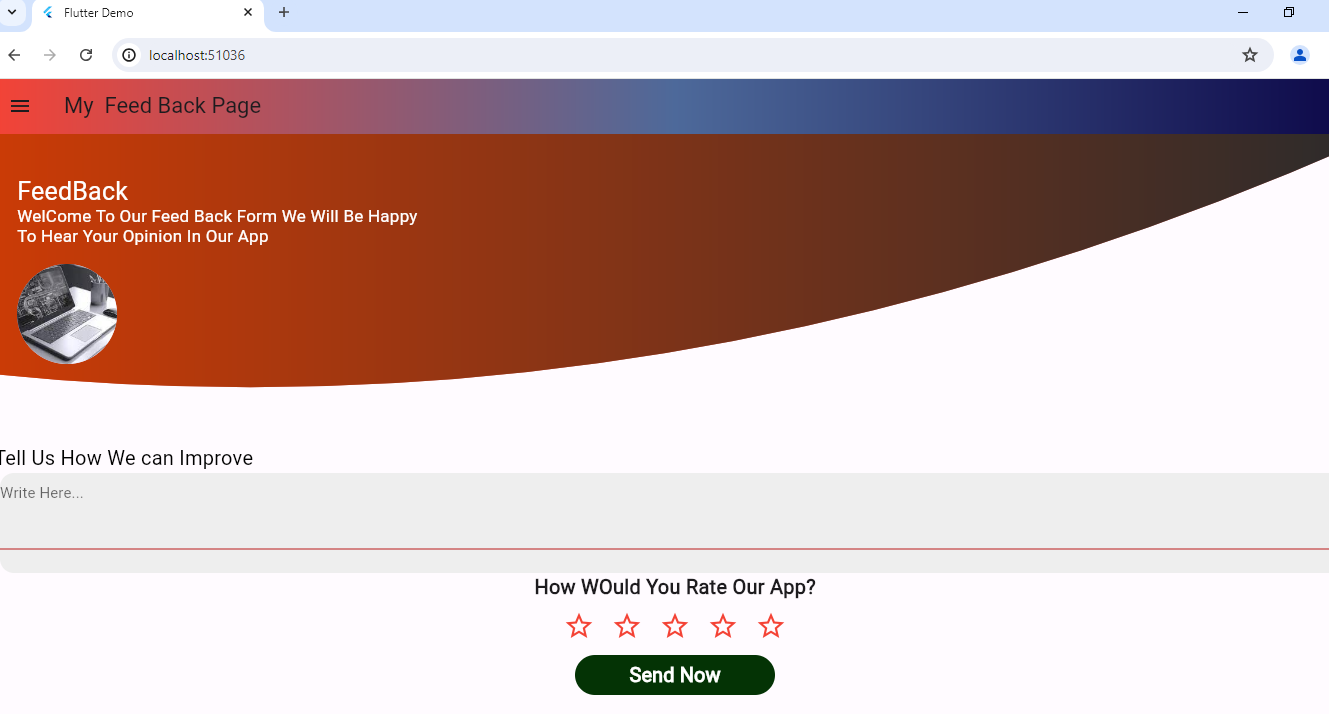 Flutter Demo
localhost:51036
My Feed Back Page
FeedBack
WelCome To Our Feed Back Form We Will Be Happy
To Hear Your Opinion In Our App
Tell Us How We can Improve
Write Here...
How WOuld You Rate Our App?
Send Now